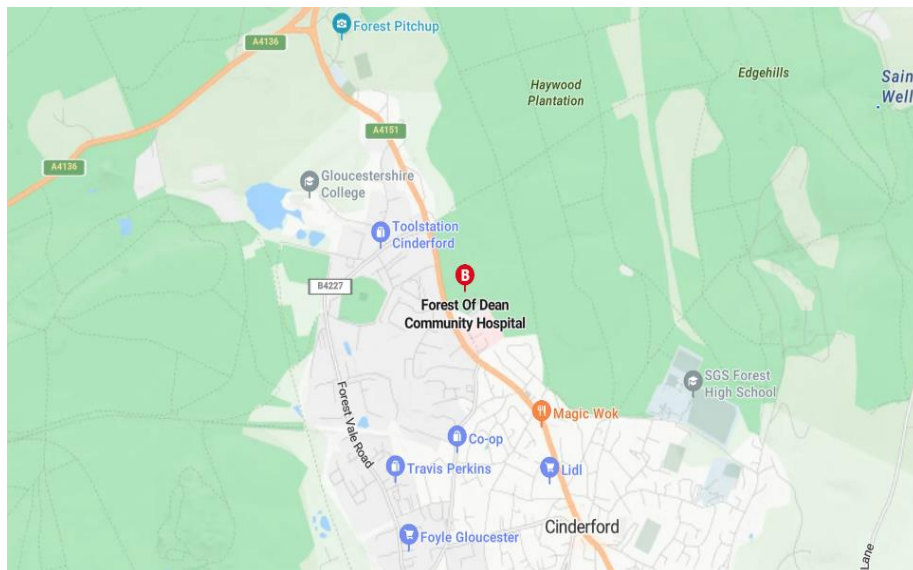 Forest Pitchup
A4136
Edgehills
Haywood
Plantation
Sain
Well
A4151
A4136
Gloucestershire
College
Toolstation
Cinderford
B
B4227
Forest Of Dean
Community Hospital
SGS Forest
High School
Forest Vale Road
Magic Wok
Co-op
Travis Perkins
Lidl
Cinderford
Foyle Gloucester
Lane